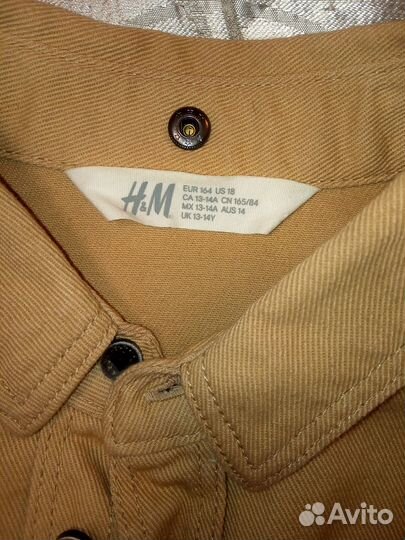 H&M
EUR 164 US 18
CA 13-14A CN 165/84
MX 13-14A AUS 14
UK 13-14Y
Avito